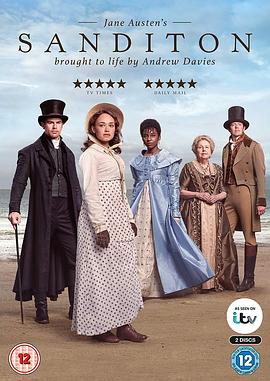 Jane Austen's
SANDITON
brought to life by Andrew Davies
★★★★★ ★★★★★
TV TIMES DAILY MAIL
AS SEEN ON
itv
2 DISCS
12
12